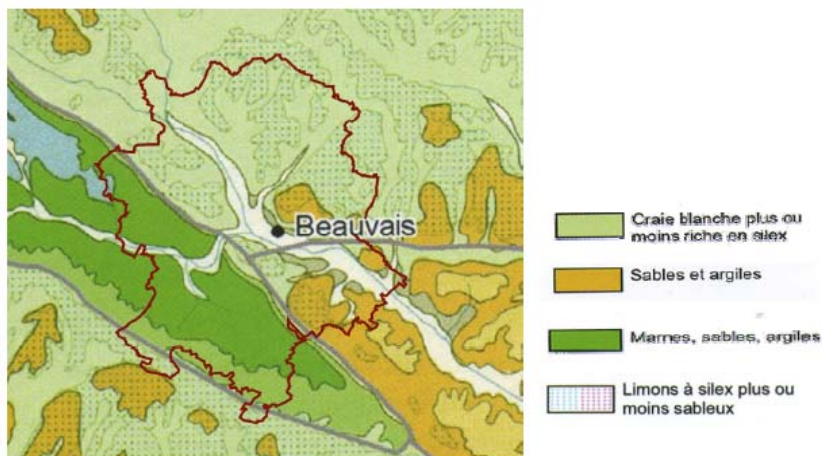 Beauvais
Craie blanche plus ou
moins riche en silex
Sables et argiles
Marnes, sables, argiles
Limons à silex plus ou
moins sableux